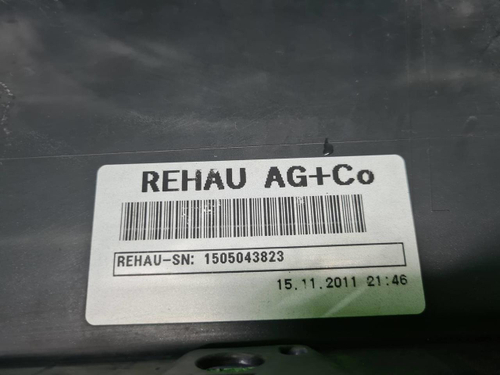 REHAU AG+Co
REHAU-SN: 1505043823
15.11.2011 21:46